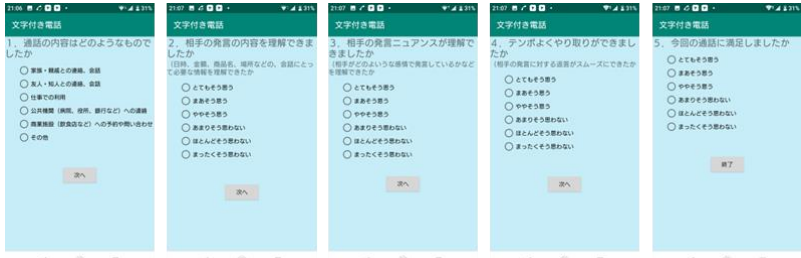 21:06
31%
文字付き電話
1. 通話の内容はどのようなもので
したか
家族・親戚との連絡、会話
友人・知人との連絡、会話
仕事での利用
公共機関（病院、役所、銀行など）への連絡
商業施設（飲食店など）への予約や問い合わせ
その他
次へ
21:07
31%
文字付き電話
2. 相手の発言の内容を理解できま
したか
(日時、金額、商品名、場所などの、会話にとっ
て必要な情報を理解できたか
とてもそう思う
まあそう思う
ややそう思う
あまりそう思わない
ほとんどそう思わない
まったくそう思わない
次へ
21:07
31%
文字付き電話
3. 相手の発言ニュアンスが理解で
きましたか
(相手がどのような感情で発言しているかなど
を理解できたか
とてもそう思う
まあそう思う
ややそう思う
あまりそう思わない
ほとんどそう思わない
まったくそう思わない
次へ
21:07
31%
文字付き電話
4. テンポよくやり取りができまし
たか
(相手の発言に対する返答がスムーズにできたか
とてもそう思う
まあそう思う
ややそう思う
あまりそう思わない
ほとんどそう思わない
まったくそう思わない
次へ
21:07
31%
文字付き電話
5. 今回の通話に満足しましたか
とてもそう思う
まあそう思う
ややそう思う
あまりそう思わない
ほとんどそう思わない
まったくそう思わない
終了